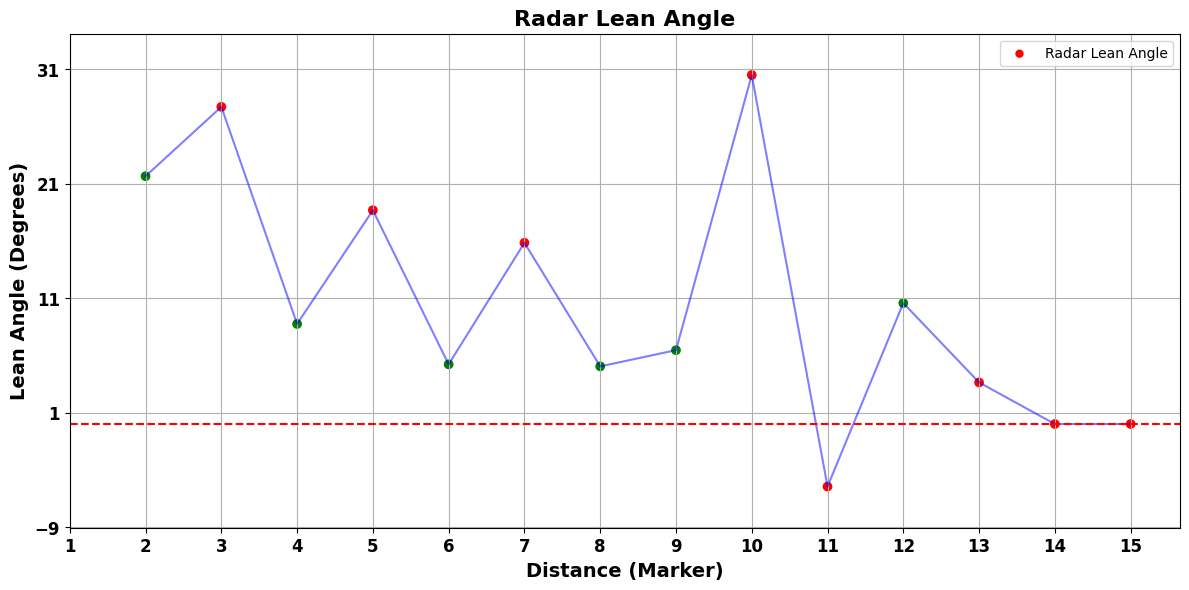 Radar Lean Angle
Radar Lean Angle
Lean Angle (Degrees)
31
21
11
1
−9
1 2 3 4 5 6 7 8 9 10 11 12 13 14 15
Distance (Marker)